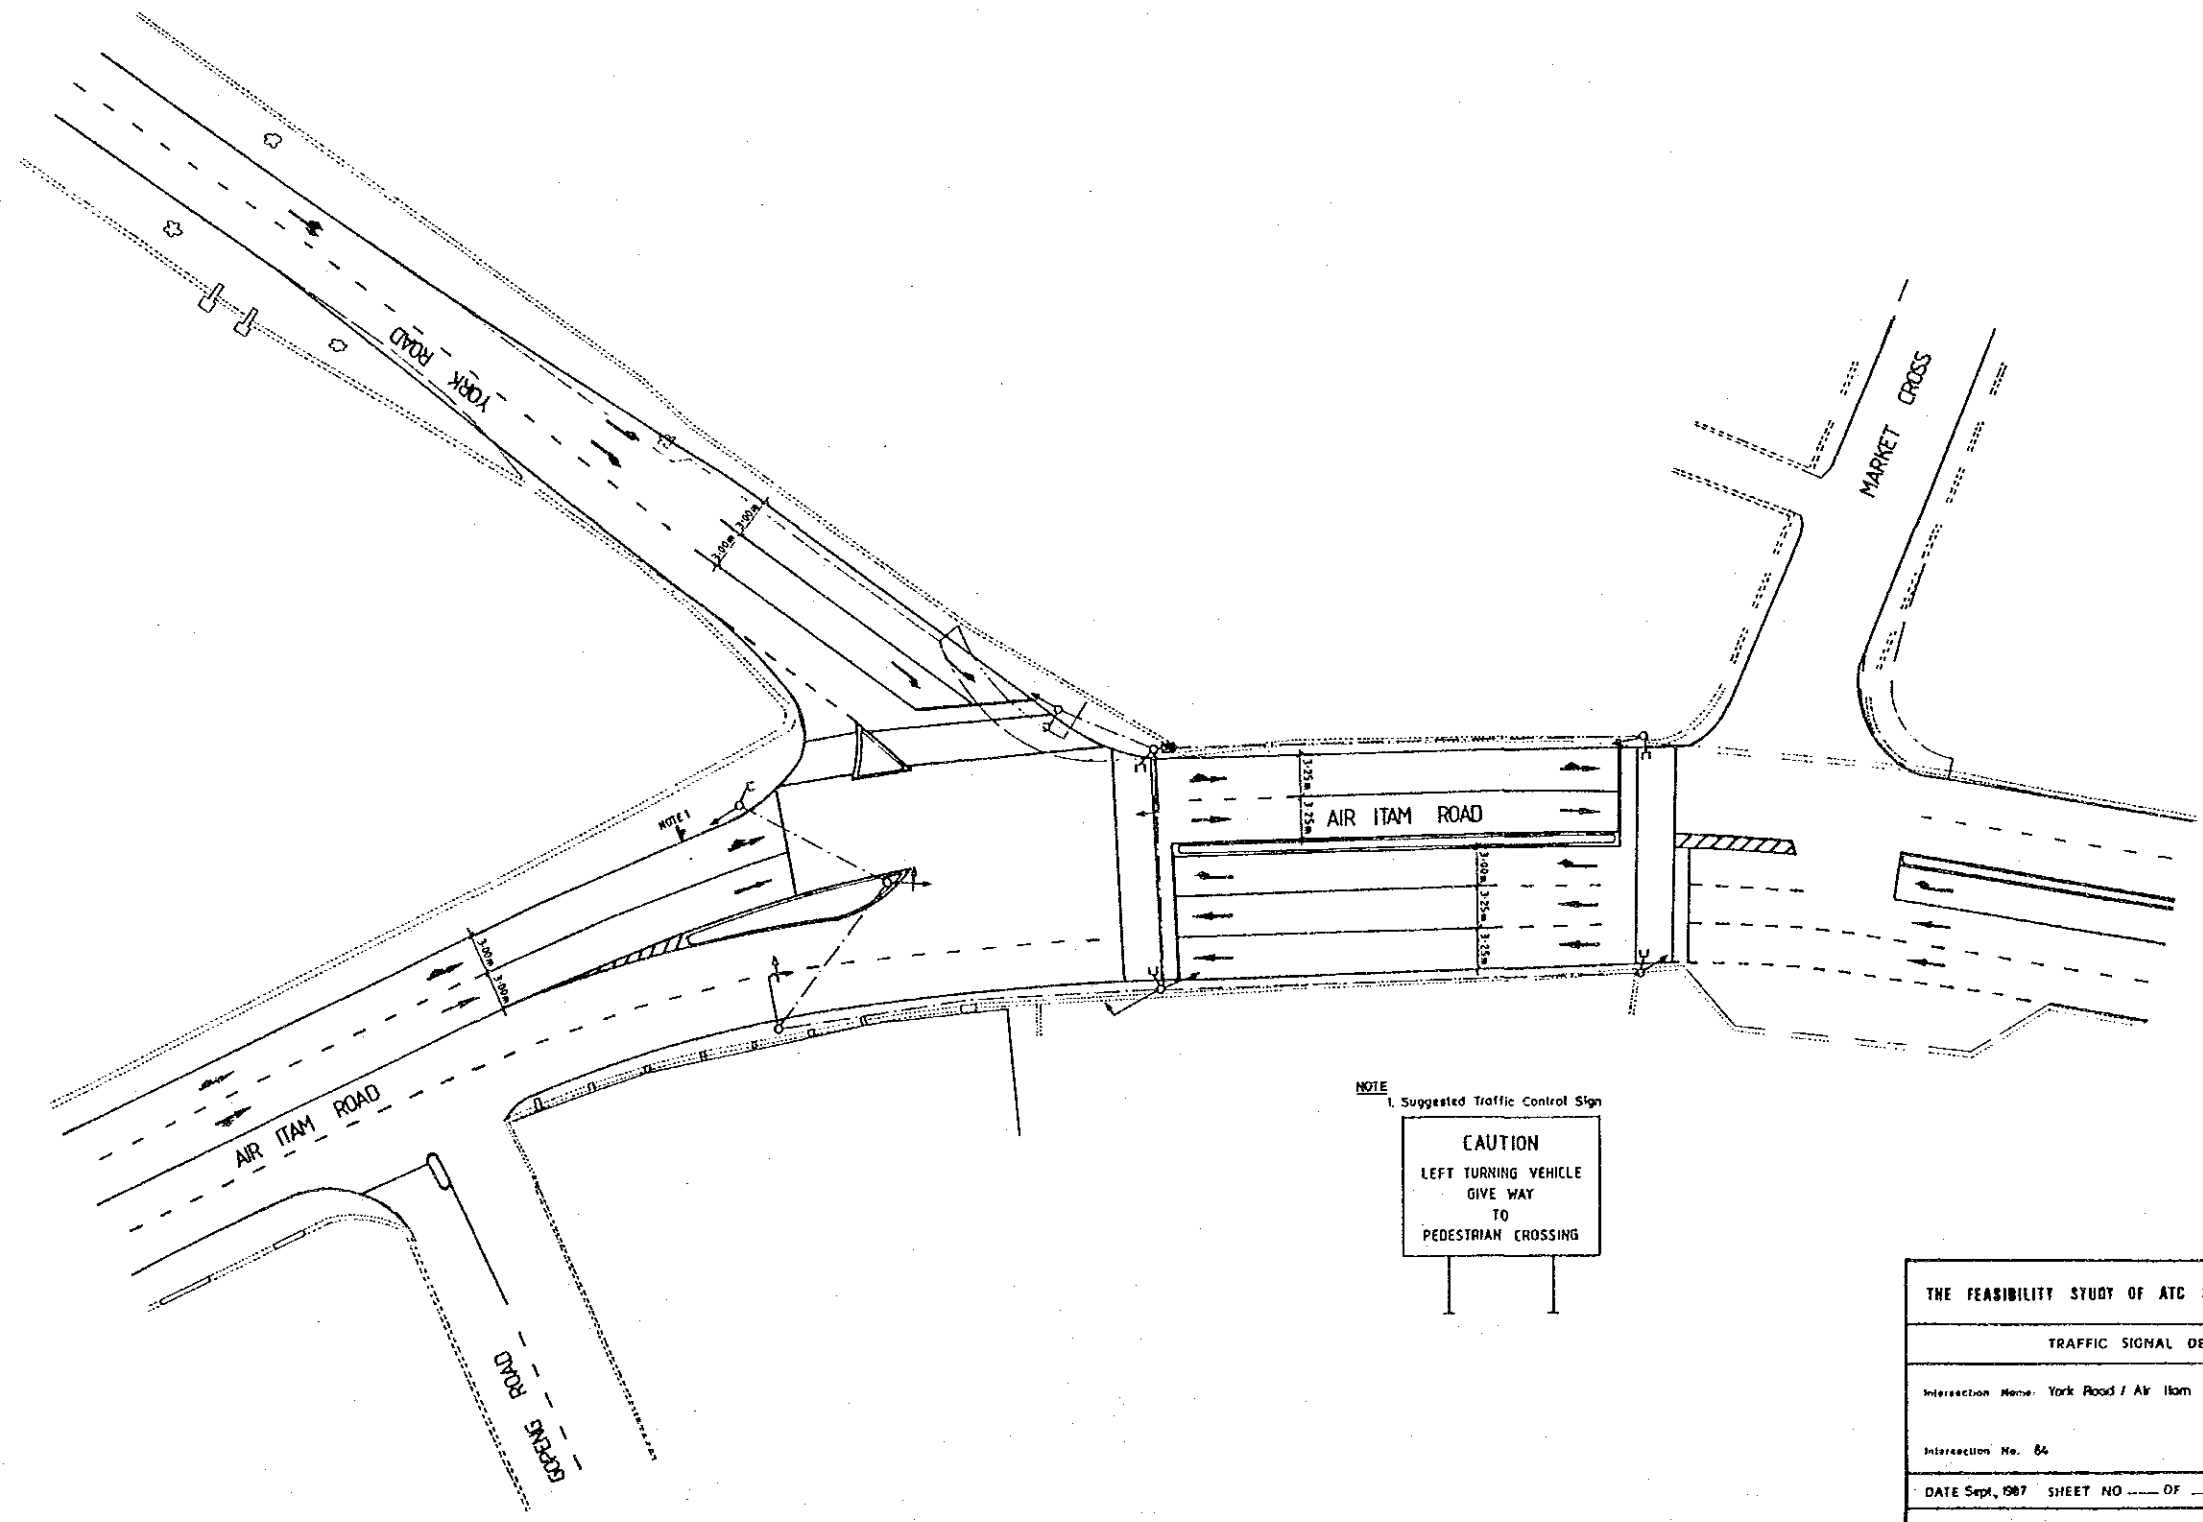 YORK ROAD
3·00m 3·00m
MARKET CROSS
NOTE 1
3·25m 3·25m
AIR ITAM ROAD
3·00m 3·25m 3·25m
3·00m 3·00m
AIR ITAM ROAD
GOPENG ROAD
NOTE
1. Suggested Traffic Control Sign
CAUTION
LEFT TURNING VEHICLE
GIVE WAY
TO
PEDESTRIAN CROSSING
THE FEASIBILITY STUDY OF ATC
TRAFFIC SIGNAL DE
Intersection Name: York Road / Air Itam
Intersection No. 64
DATE Sept, 1987 SHEET NO ___ OF